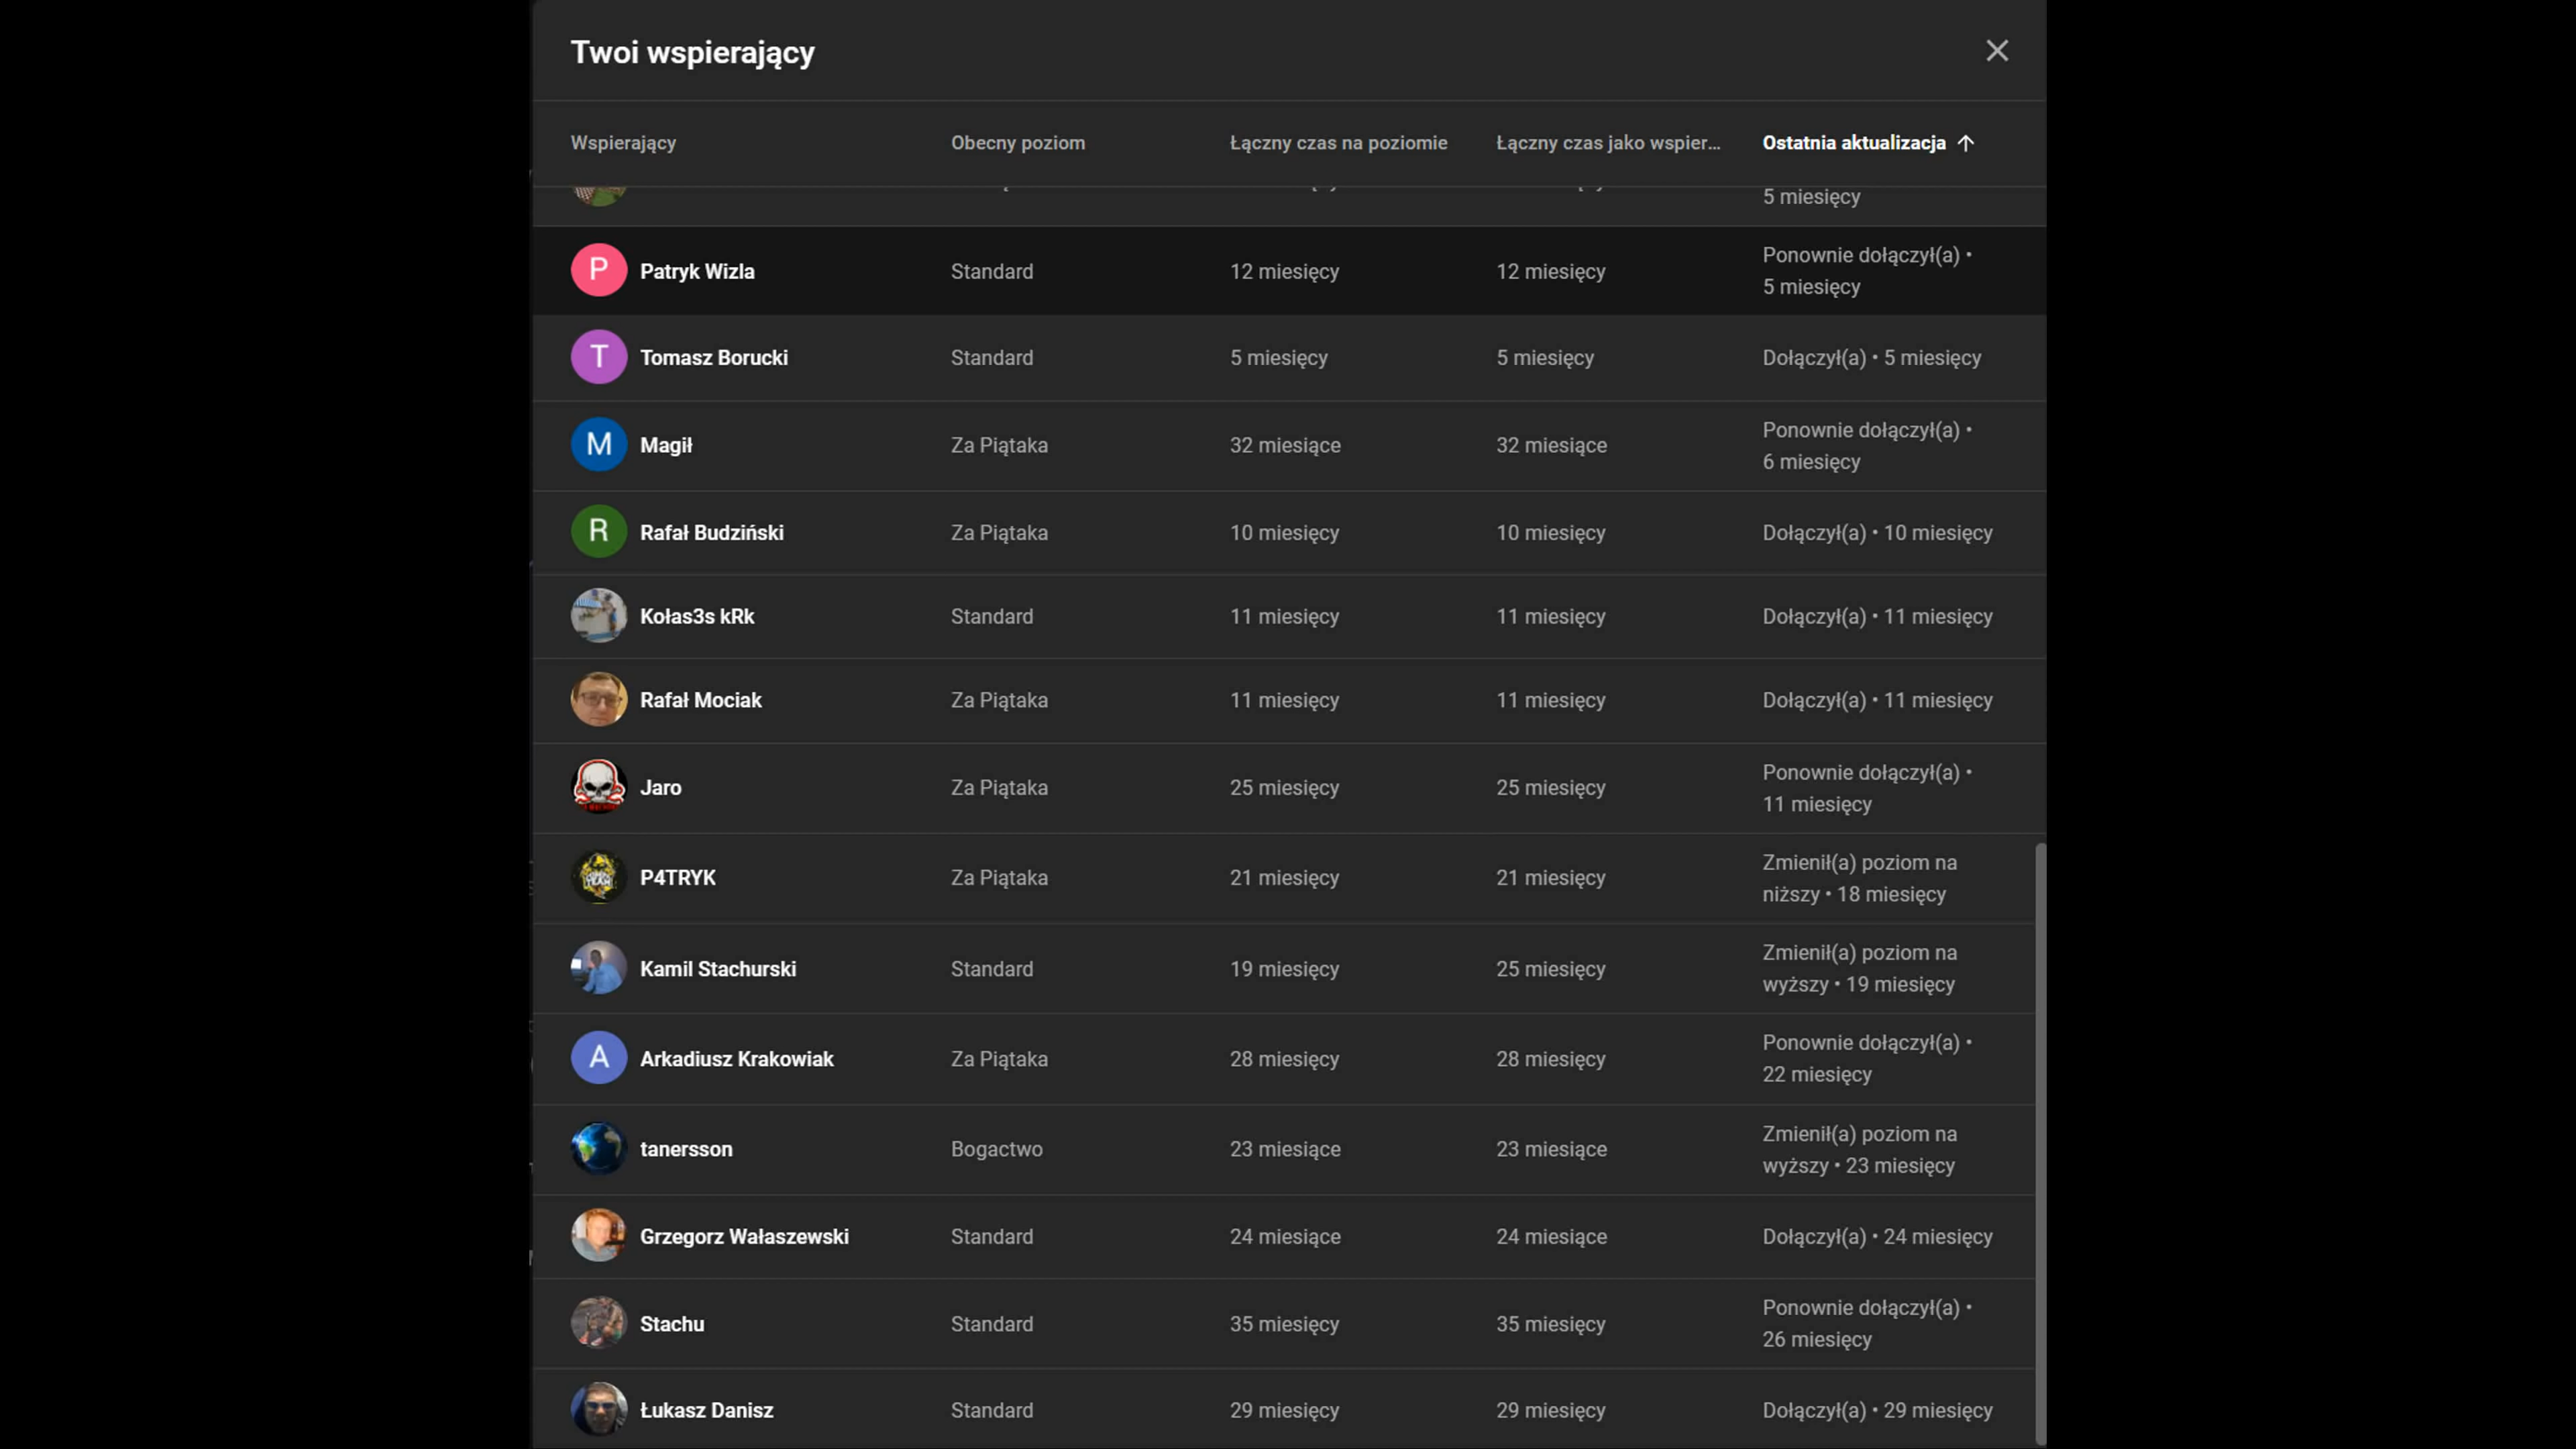 Twoi wspierający
Wspierający Obecny poziom Łączny czas na poziomie Łączny czas jako wspier... Ostatnia aktualizacja
5 miesięcy
P Patryk Wizla Standard 12 miesięcy 12 miesięcy Ponownie dołączył(a) •
5 miesięcy
T Tomasz Borucki Standard 5 miesięcy 5 miesięcy Dołączył(a) • 5 miesięcy
M Magił Za Piątaka 32 miesiące 32 miesiące Ponownie dołączył(a) •
6 miesięcy
R Rafał Budziński Za Piątaka 10 miesięcy 10 miesięcy Dołączył(a) • 10 miesięcy
Kołas3s kRk Standard 11 miesięcy 11 miesięcy Dołączył(a) • 11 miesięcy
Rafał Mociak Za Piątaka 11 miesięcy 11 miesięcy Dołączył(a) • 11 miesięcy
Jaro Za Piątaka 25 miesięcy 25 miesięcy Ponownie dołączył(a) •
11 miesięcy
P4TRYK Za Piątaka 21 miesięcy 21 miesięcy Zmienił(a) poziom na
niższy • 18 miesięcy
Kamil Stachurski Standard 19 miesięcy 25 miesięcy Zmienił(a) poziom na
wyższy • 19 miesięcy
A Arkadiusz Krakowiak Za Piątaka 28 miesięcy 28 miesięcy Ponownie dołączył(a) •
22 miesięcy
tanersson Bogactwo 23 miesiące 23 miesiące Zmienił(a) poziom na
wyższy • 23 miesięcy
Grzegorz Wałaszewski Standard 24 miesiące 24 miesiące Dołączył(a) • 24 miesięcy
Stachu Standard 35 miesięcy 35 miesięcy Ponownie dołączył(a) •
26 miesięcy
Łukasz Danisz Standard 29 miesięcy 29 miesięcy Dołączył(a) • 29 miesięcy